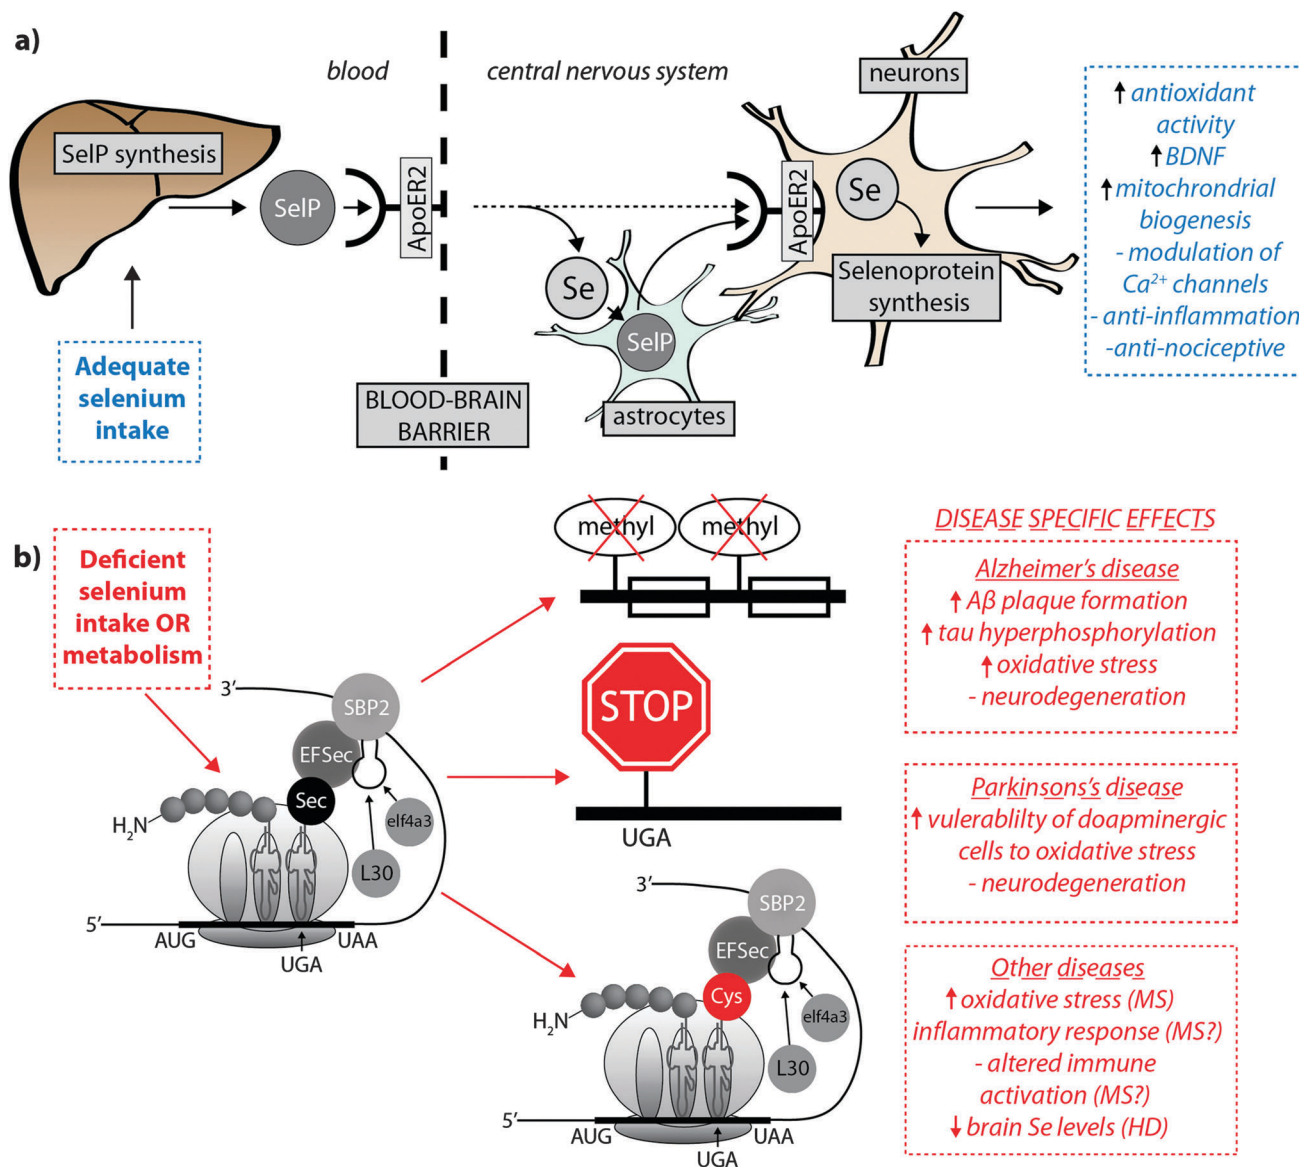 a)
blood
central nervous system
SelP synthesis
SelP
ApoER2
Adequate
selenium
intake
BLOOD-BRAIN
BARRIER
Se
SelP
astrocytes
neurons
ApoER2
Se
Selenoprotein
synthesis
↑ antioxidant
activity
↑ BDNF
↑ mitochrondrial
biogenesis
- modulation of
Ca²⁺ channels
- anti-inflammation
-anti-nociceptive
b)
Deficient
selenium
intake OR
metabolism
3’
SBP2
EFSec
Sec
elf4a3
L30
H₂N
5’
AUG
UGA
UAA
methyl
methyl
STOP
UGA
3’
SBP2
EFSec
Cys
elf4a3
L30
H₂N
5’
AUG
UGA
UAA
DISEASE SPECIFIC EFFECTS
Alzheimer’s disease
↑ Aβ plaque formation
↑ tau hyperphosphorylation
↑ oxidative stress
- neurodegeneration
Parkinsons’s disease
↑ vulerablilty of doapminergic
cells to oxidative stress
- neurodegeneration
Other diseases
↑ oxidative stress (MS)
inflammatory response (MS?)
- altered immune
activation (MS?)
↓ brain Se levels (HD)